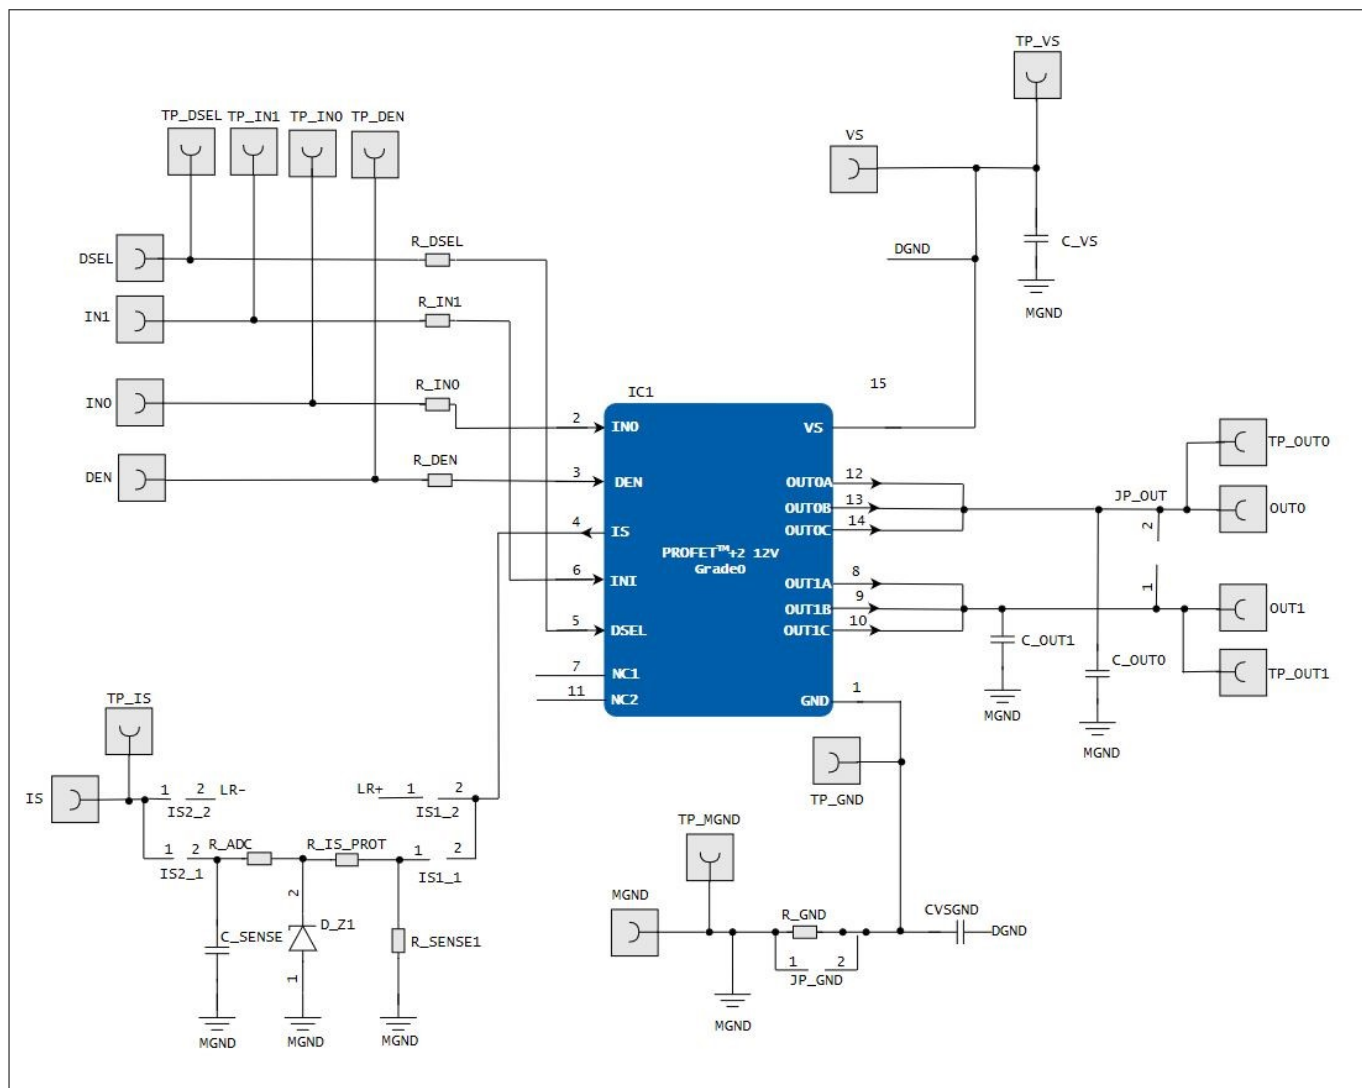 TP_VS
TP_DSEL TP_IN1 TP_IN0 TP_DEN
VS
R_DSEL
DSEL
DGND
C_VS
R_IN1
IN1
MGND
R_IN0
IN0
IC1
15
2 IN0
VS
R_DEN
DEN
3 DEN
OUT0A 12
OUT0B 13
OUT0C 14
JP_OUT
2
1
TP_OUT0
OUT0
4 IS
PROFET™+2 12V
Grade0
6 INI
OUT1A 8
OUT1B 9
OUT1C 10
OUT1
5 DSEL
C_OUT1
C_OUT0
TP_OUT1
7 NC1
11 NC2
GND 1
MGND
MGND
TP_IS
IS
1 2 LR-
IS2_2
LR+ 1 2
IS1_2
TP_GND
TP_MGND
1 2 R_ADC R_IS_PROT 1 2
IS2_1
IS1_1
2
MGND
R_GND
CVSGND
C_SENSE
D_Z1
R_SENSE1
DGND
1
1 2
JP_GND
MGND
MGND
MGND
MGND